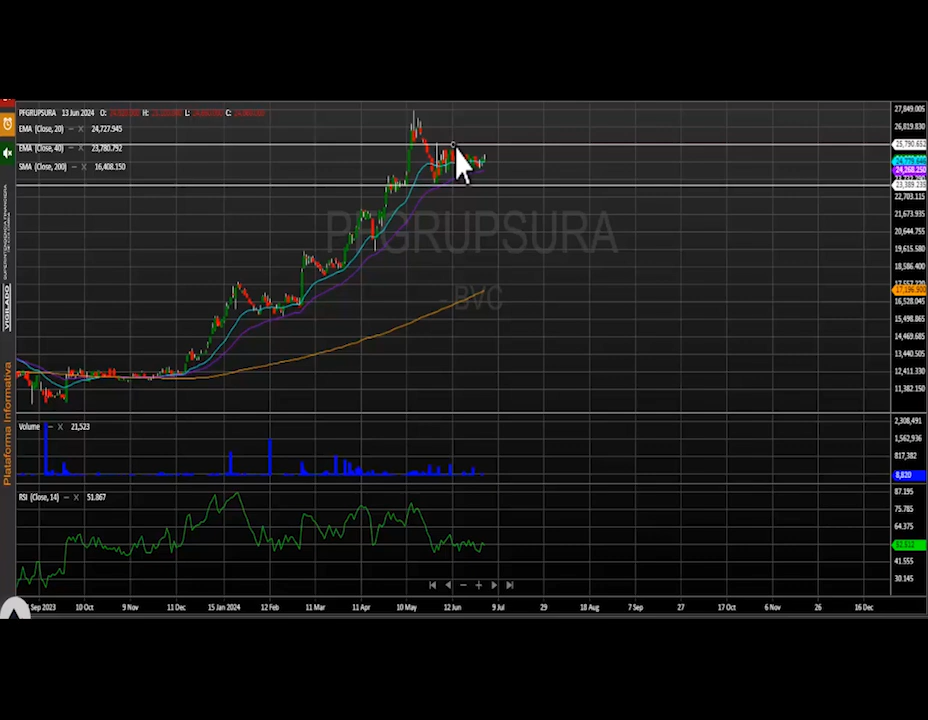 PFGRUPSURA 13 Jun 2024 O: H: L: C:
EMA (Close, 20) − X 24,727.945
EMA (Close, 40) − X 23,780.792
SMA (Close, 200) − X 16,408.150
PFGRUPSURA
- BVC
27,849.005
26,819.830
25,790.652
24,268.250
23,389.235
22,703.115
21,673.935
20,644.755
19,615.580
18,586.400
17,196.900
16,528.045
15,498.865
14,469.685
13,440.505
12,411.330
11,382.150
Volume − X 21,523
2,308,491
1,562,936
817,382
8,820
RSI (Close, 14) − X 51.867
87.195
75.785
64.375
41.555
30.145
Sep 2023 10 Oct 9 Nov 11 Dec 15 Jan 2024 12 Feb 11 Mar 11 Apr 10 May 12 Jun 9 Jul 29 18 Aug 7 Sep 27 17 Oct 6 Nov 26 16 Dec
VIGILADO
Plataforma Informativa